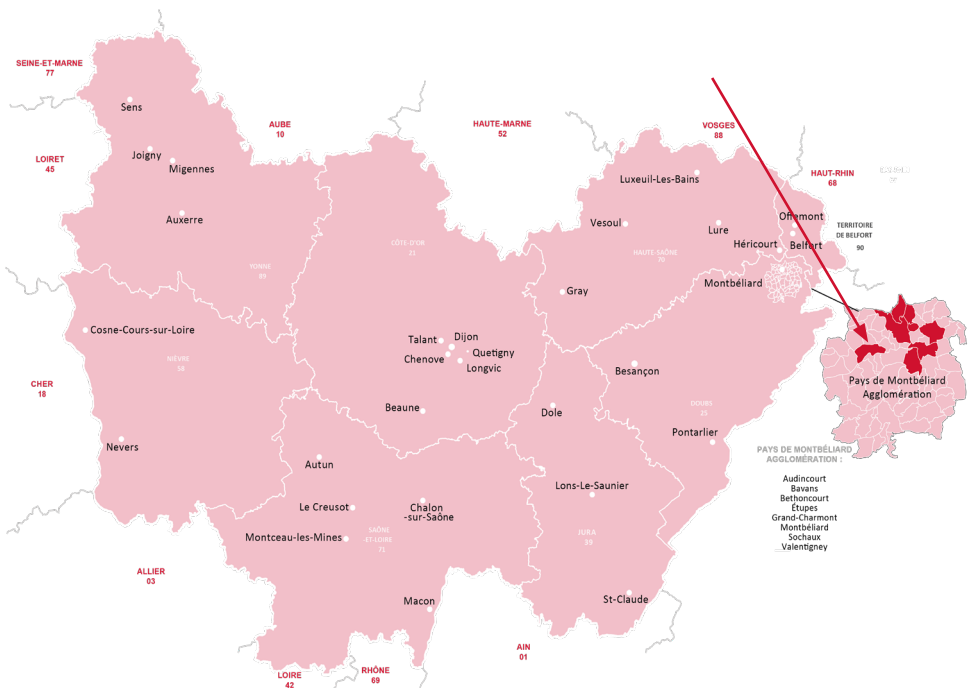 SEINE-ET-MARNE
77
Sens
AUBE
10
HAUTE-MARNE
52
VOSGES
88
LOIRET
45
Joigny
Migennes
Luxeuil-Les-Bains
HAUT-RHIN
68
Auxerre
Vesoul
Lure
Offemont
TERRITOIRE
DE BELFORT
90
Héricourt
Belfort
CÔTE-D'OR
21
HAUTE-SAÔNE
70
YONNE
89
Montbéliard
Gray
Cosne-Cours-sur-Loire
Talant
Dijon
Chenove
Quetigny
Longvic
NIÈVRE
58
Besançon
CHER
18
Pays de Montbéliard
Agglomération
Beaune
Dole
DOUBS
25
Nevers
Pontarlier
PAYS DE MONTBÉLIARD
AGGLOMÉRATION :
Audincourt
Bavans
Bethoncourt
Étupes
Grand-Charmont
Montbéliard
Sochaux
Valentigney
Autun
Lons-Le-Saunier
Le Creusot
Chalon
-sur-Saône
Montceau-les-Mines
SAÔNE
-ET-LOIRE
71
JURA
39
ALLIER
03
Macon
St-Claude
AIN
01
LOIRE
42
RHÔNE
69